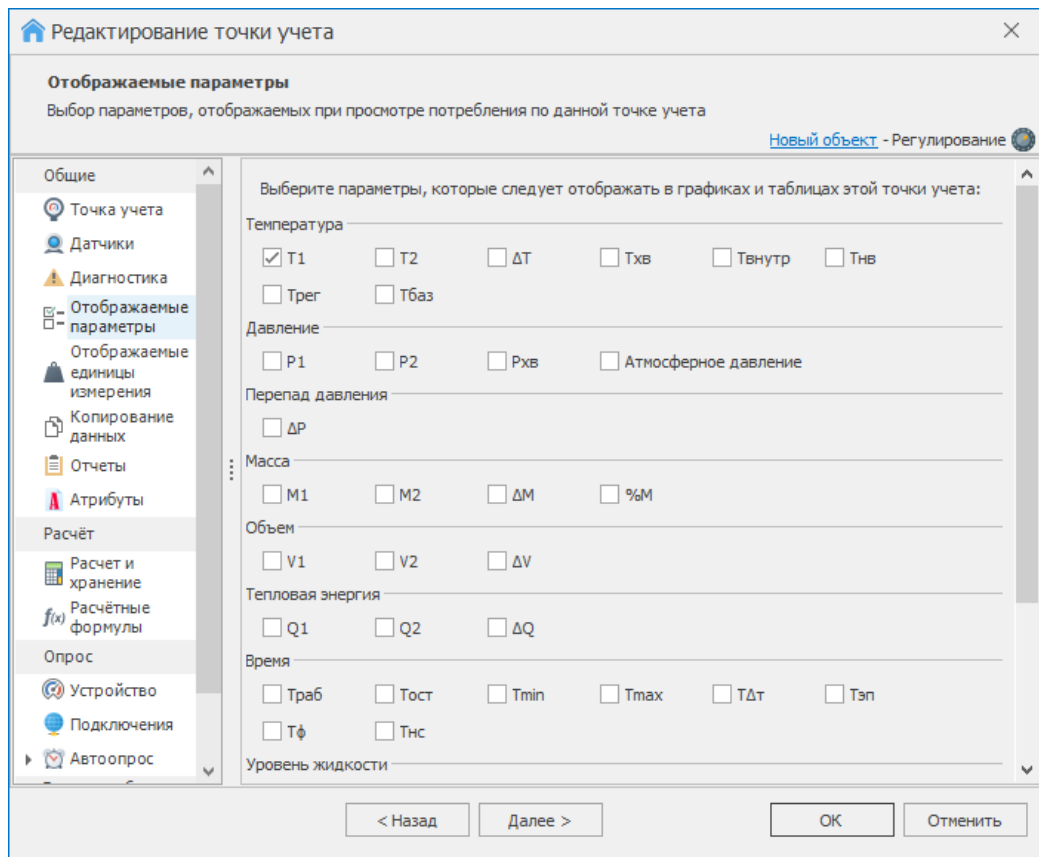 Редактирование точки учета
Отображаемые параметры
Выбор параметров, отображаемых при просмотре потребления по данной точке учета
Новый объект - Регулирование
Общие
Точка учета
Датчики
Диагностика
Отображаемые
параметры
Отображаемые
единицы
измерения
Копирование
данных
Отчеты
Атрибуты
Расчёт
Расчет и
хранение
f(x) Расчётные
формулы
Опрос
Устройство
Подключения
Автоопрос
Выберите параметры, которые следует отображать в графиках и таблицах этой точки учета:
Температура
T1 T2 ΔT Tхв Tвнутр Tнв
Tрег Tбаз
Давление
P1 P2 Pхв Атмосферное давление
Перепад давления
ΔP
Масса
M1 M2 ΔM %M
Объем
V1 V2 ΔV
Тепловая энергия
Q1 Q2 ΔQ
Время
Tраб Tост Tmin Tmax TΔт Tэп
Tф Tнс
Уровень жидкости
< Назад Далее > ОК Отменить